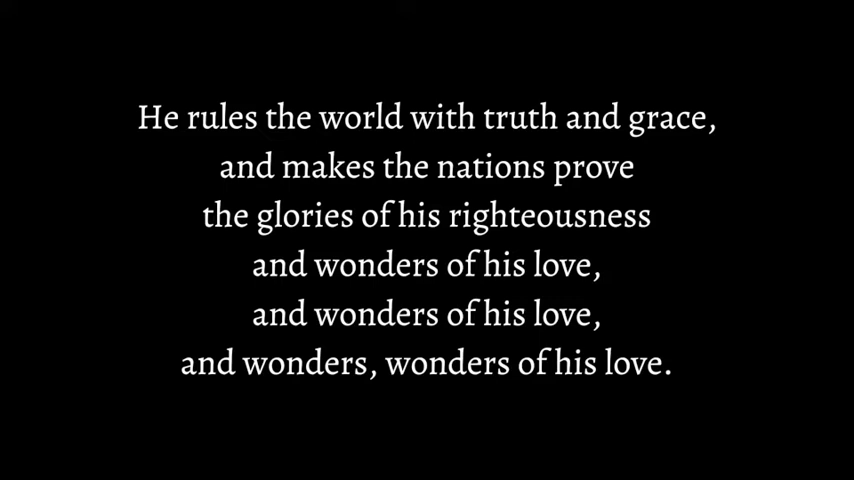 He rules the world with truth and grace,
and makes the nations prove
the glories of his righteousness
and wonders of his love,
and wonders of his love,
and wonders, wonders of his love.